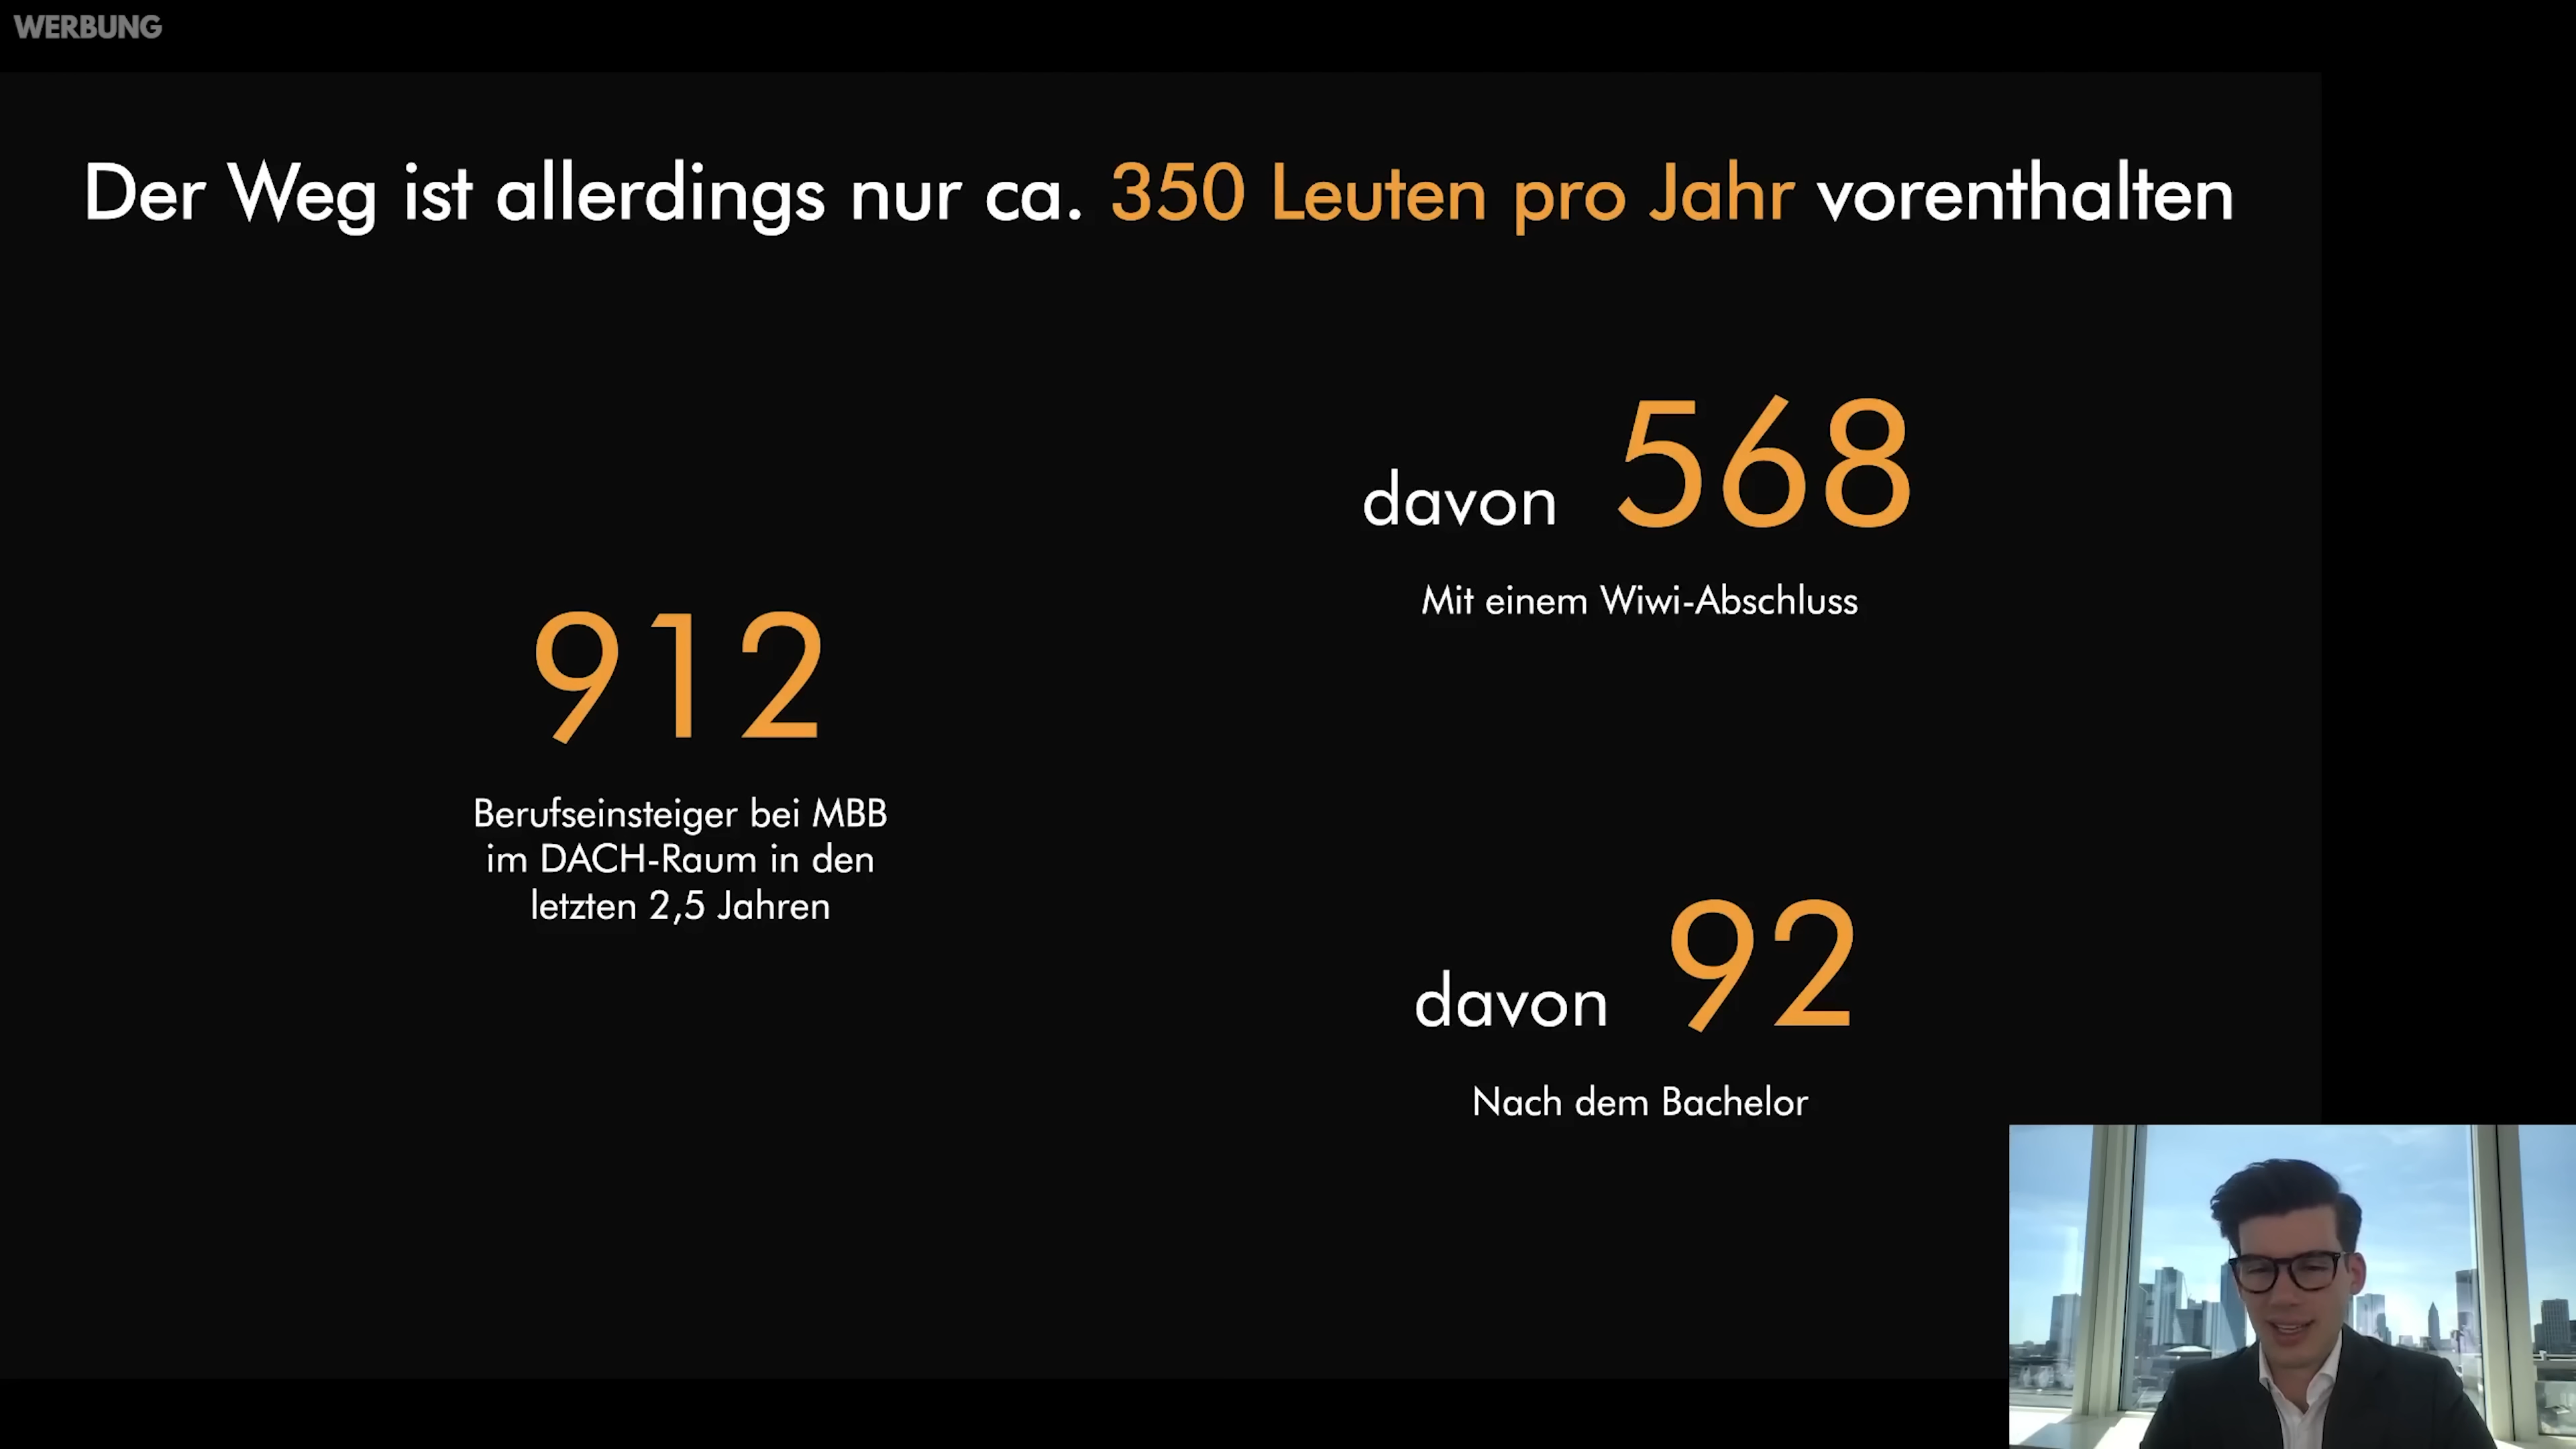 WERBUNG
Der Weg ist allerdings nur ca. 350 Leuten pro Jahr vorenthalten
912
Berufseinsteiger bei MBB
im DACH-Raum in den
letzten 2,5 Jahren
davon 568
Mit einem Wiwi-Abschluss
davon 92
Nach dem Bachelor